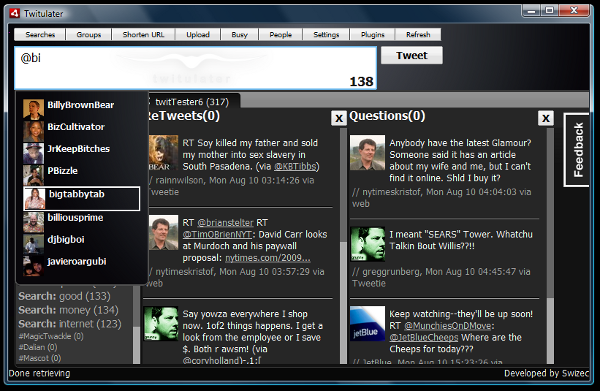 Twitulater
Searches Groups Shorten URL Upload Busy People Settings Plugins Refresh
@bi
twitulater
138
Tweet
BillyBrownBear
BizCultivator
JrKeepBitches
PBizzle
bigtabbytab
billiousprime
djbigboi
javieroargubi
Search: good (133)
Search: money (134)
Search: internet (123)
#MagicTwackle (0)
#Dalian (0)
#Mascot (0)
twitTester6 (317)
ReTweets(0) X
BEAR
RT Soy killed my father and sold
my mother into sex slavery in
South Pasadena. (via @KBTibbs)
// rainnwilson, Mon Aug 10 03:14:26 via
Tweetie
RT @brianstelter RT
@TimOBrienNYT: David Carr looks
at Murdoch and his paywall
proposal: nytimes.com/2009...
// nytimeskristof, Mon Aug 10 03:57:29 via
web
Say yowza everywhere I shop
now. 1of2 things happens. I get a
look from the employee or I save
$. Both r awsm! (via
@coryholland)-.1:[
Questions(0) X
Anybody have the latest Glamour?
Someone said it has an article
about my wife and me, but I can't
find it online. Shld I buy it?
// nytimeskristof, Mon Aug 10 04:04:03 via
web
I meant "SEARS" Tower. Whatchu
Talkin Bout Willis??!!
// greggrunberg, Mon Aug 10 04:45:47 via
Tweetie
jetBlue
Keep watching--they'll be up soon!
RT @MunchiesOnDMove:
@JetBlueCheeps Where are the
Cheeps for today???
// JetBlue, Mon Aug 10 15:23:26 via
Feedback
Done retrieving
Developed by Swizec